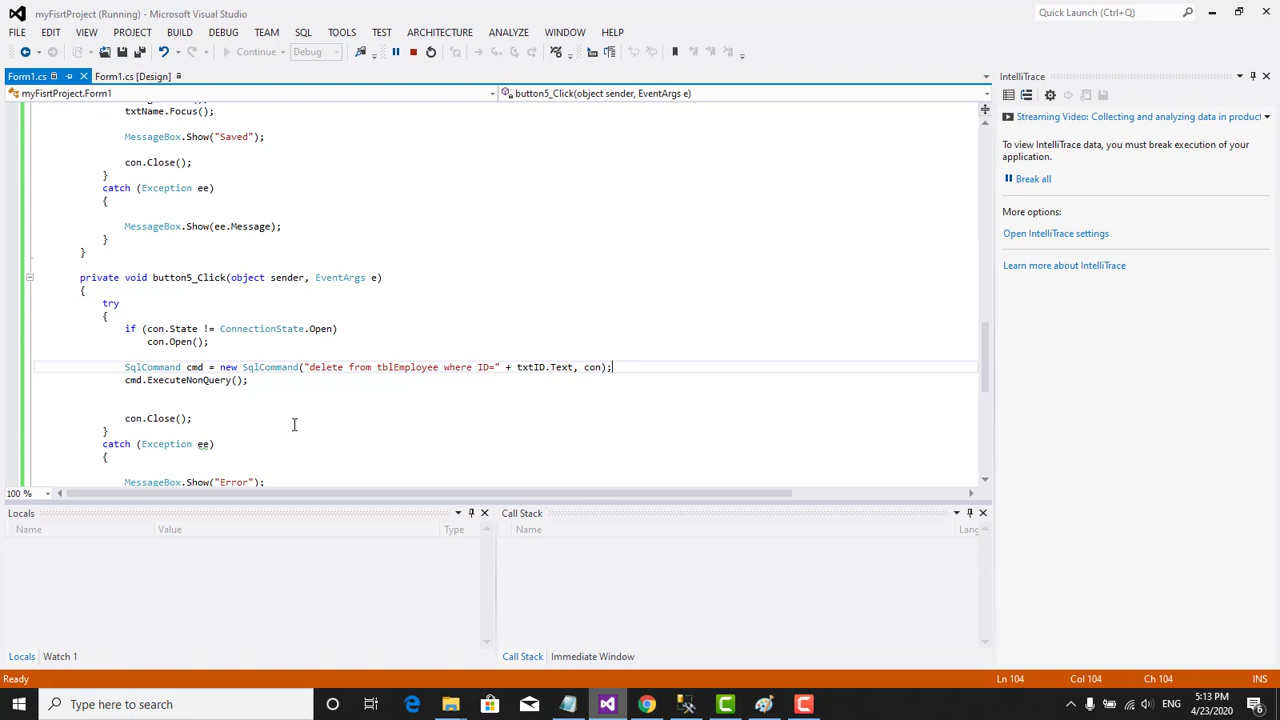 myFisrtProject (Running) - Microsoft Visual Studio
Quick Launch (Ctrl+Q)
FILE EDIT VIEW PROJECT BUILD DEBUG TEAM SQL TOOLS TEST ARCHITECTURE ANALYZE WINDOW HELP
Continue Debug
Form1.cs Form1.cs [Design]
myFisrtProject.Form1
button5_Click(object sender, EventArgs e)
txtName.Focus();
MessageBox.Show("Saved");
con.Close();
}
catch (Exception ee)
{
MessageBox.Show(ee.Message);
}
}
private void button5_Click(object sender, EventArgs e)
{
try
{
if (con.State != ConnectionState.Open)
con.Open();
SqlCommand cmd = new SqlCommand("delete from tblEmployee where ID=" + txtID.Text, con);
cmd.ExecuteNonQuery();
con.Close();
}
catch (Exception ee)
{
MessageBox.Show("Error");
100 %
IntelliTrace
Streaming Video: Collecting and analyzing data in product
To view IntelliTrace data, you must break execution of your
application.
Break all
More options:
Open IntelliTrace settings
Learn more about IntelliTrace
Locals
Name Value Type
Locals Watch 1
Call Stack
Name Lang
Call Stack Immediate Window
Ready Ln 104 Col 104 Ch 104 INS
Type here to search
ENG
5:13 PM
4/23/2020
6